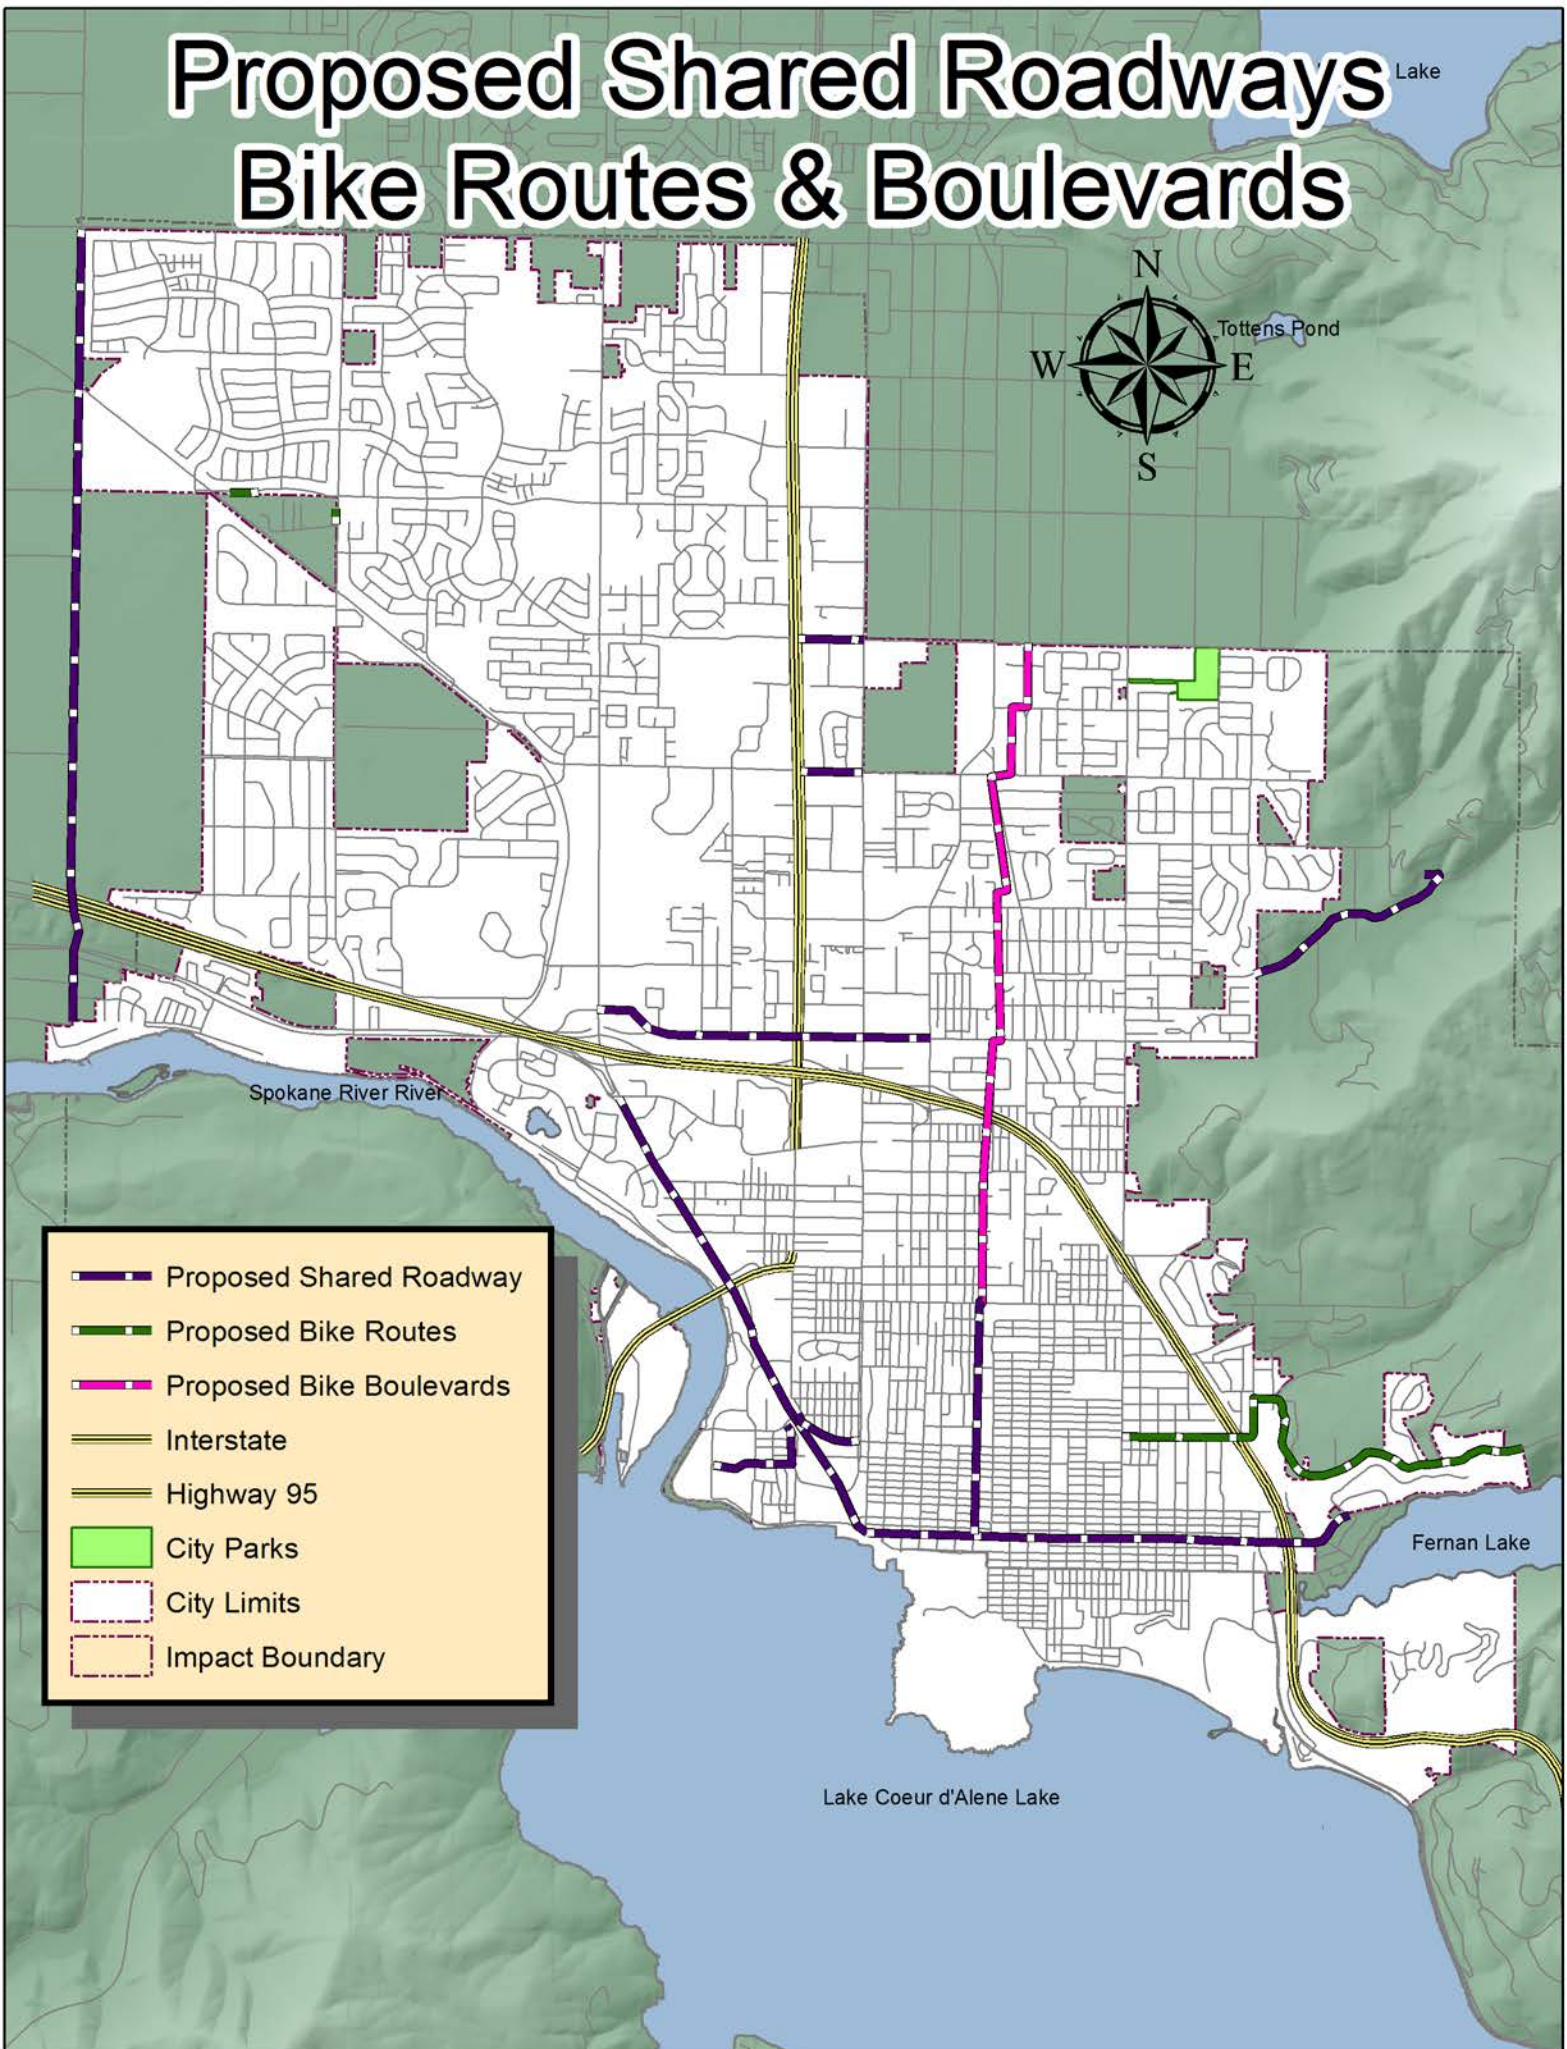 Proposed Shared Roadways
Bike Routes & Boulevards
Lake
N
Tottens Pond
W
E
S
Spokane River River
Proposed Shared Roadway
Proposed Bike Routes
Proposed Bike Boulevards
Interstate
Highway 95
City Parks
City Limits
Impact Boundary
Fernan Lake
Lake Coeur d'Alene Lake